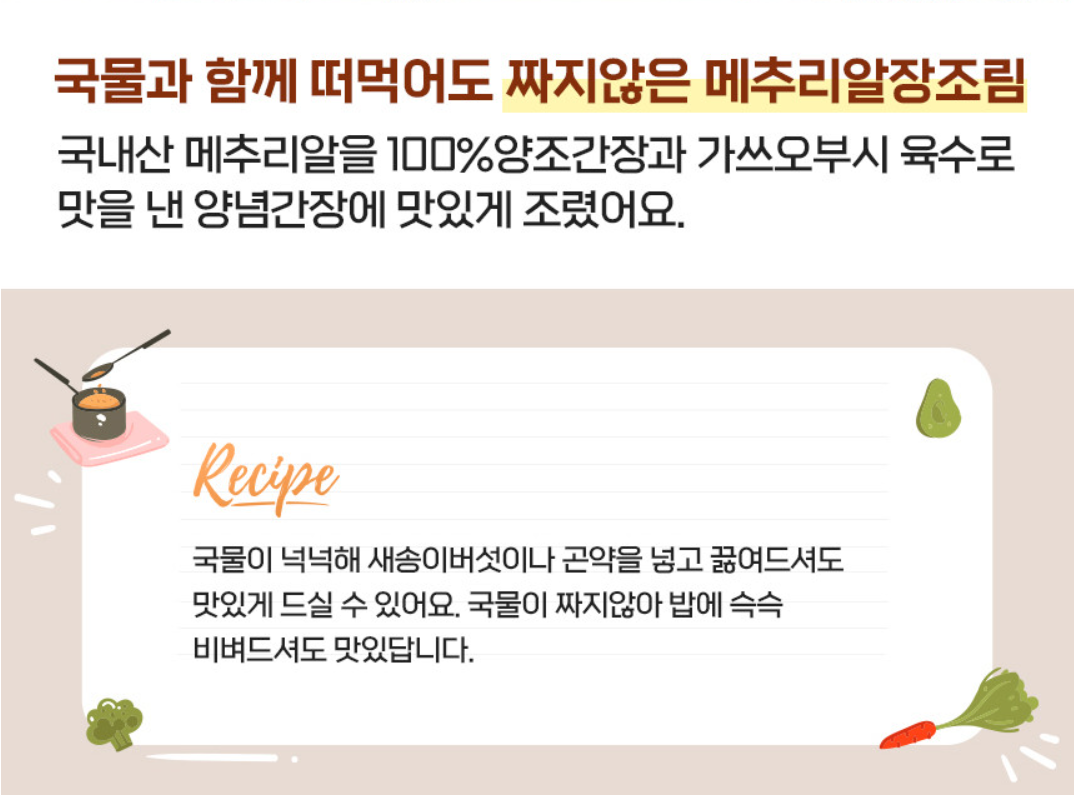 국물과 함께 떠먹어도 짜지않은 메추리알장조림
국내산 메추리알을 100%양조간장과 가쓰오부시 육수로
맛을 낸 양념간장에 맛있게 조렸어요.
Recipe
국물이 넉넉해 새송이버섯이나 곤약을 넣고 끓여드셔도
맛있게 드실 수 있어요. 국물이 짜지않아 밥에 슥슥
비벼드셔도 맛있답니다.